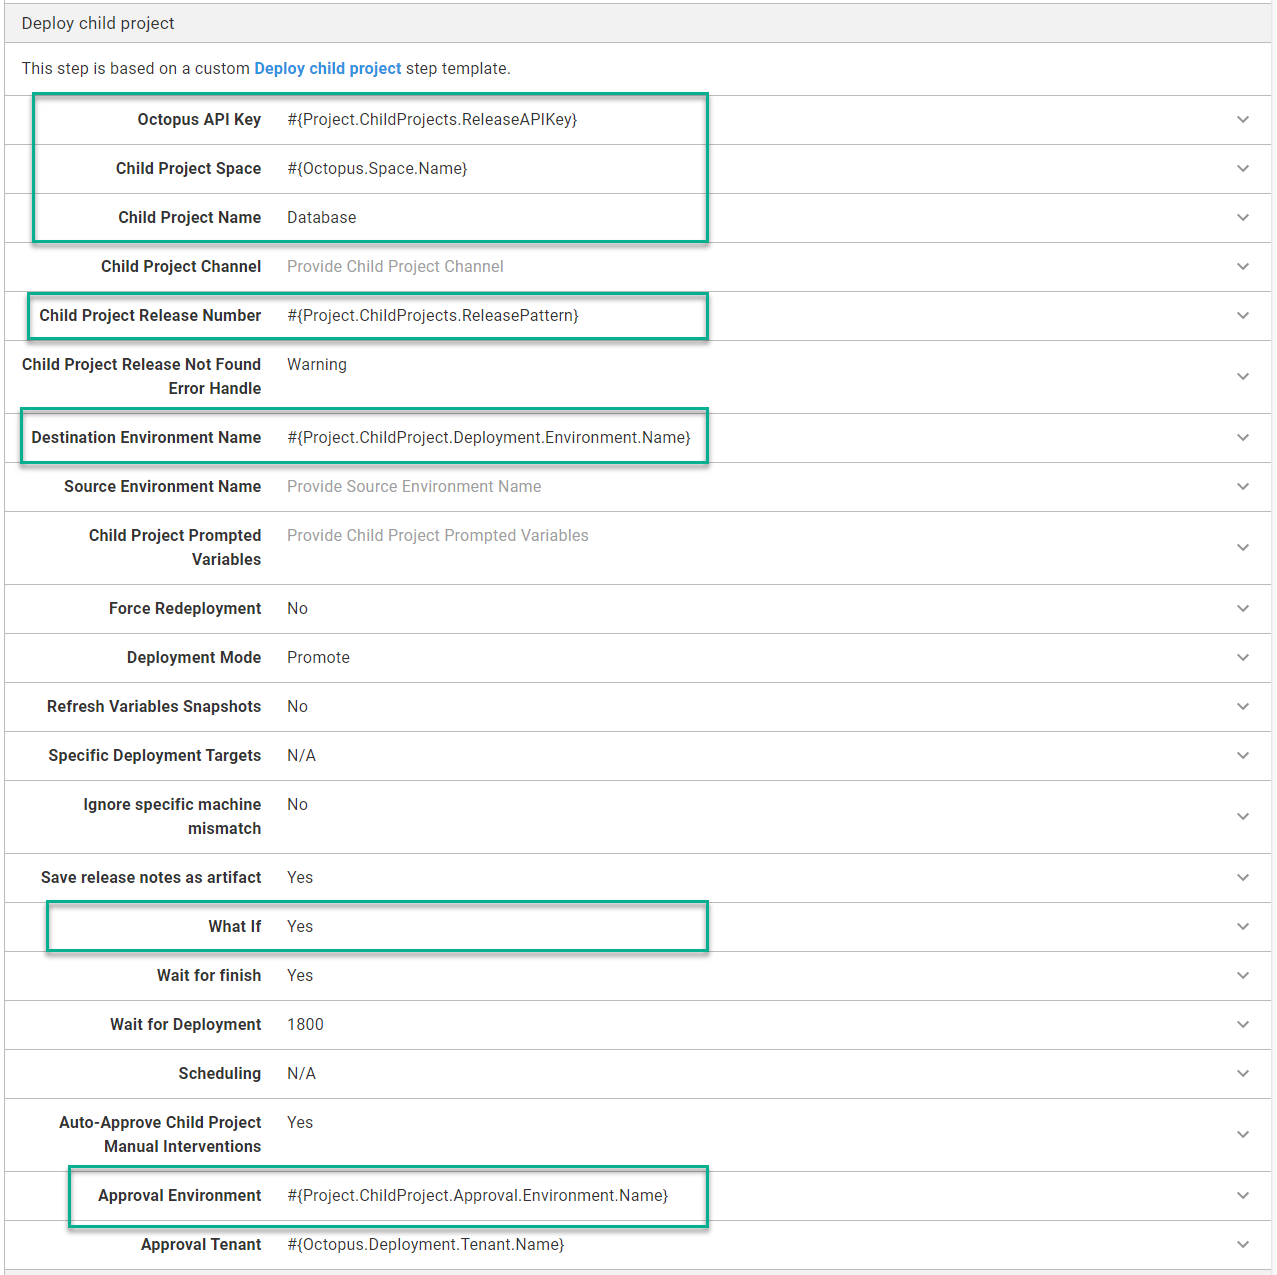 Deploy child project
This step is based on a custom Deploy child project step template.
Octopus API Key #{Project.ChildProjects.ReleaseAPIKey}
Child Project Space #{Octopus.Space.Name}
Child Project Name Database
Child Project Channel Provide Child Project Channel
Child Project Release Number #{Project.ChildProjects.ReleasePattern}
Child Project Release Not Found Warning
Error Handle
Destination Environment Name #{Project.ChildProject.Deployment.Environment.Name}
Source Environment Name Provide Source Environment Name
Child Project Prompted Provide Child Project Prompted Variables
Variables
Force Redeployment No
Deployment Mode Promote
Refresh Variables Snapshots No
Specific Deployment Targets N/A
Ignore specific machine No
mismatch
Save release notes as artifact Yes
What If Yes
Wait for finish Yes
Wait for Deployment 1800
Scheduling N/A
Auto-Approve Child Project Yes
Manual Interventions
Approval Environment #{Project.ChildProject.Approval.Environment.Name}
Approval Tenant #{Octopus.Deployment.Tenant.Name}